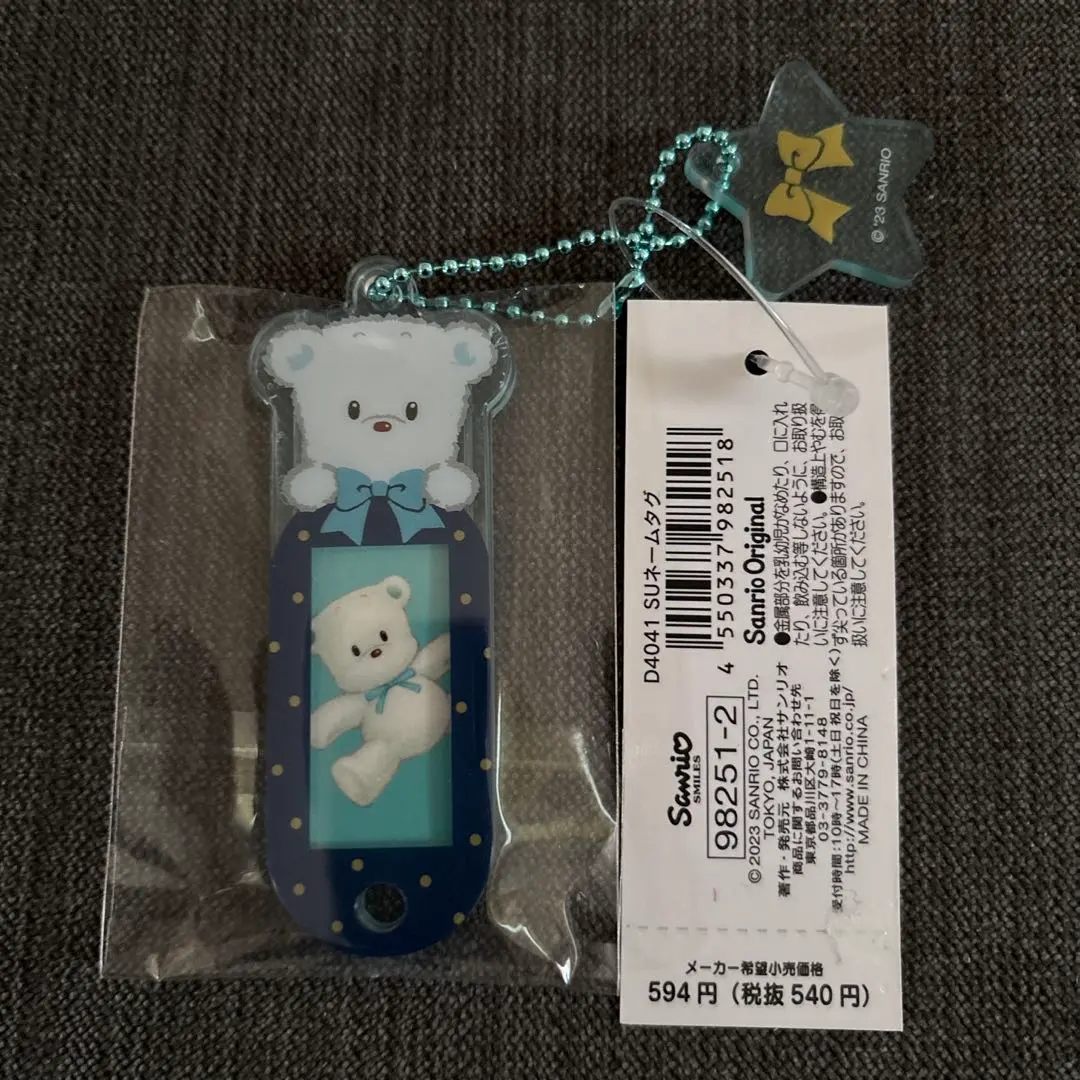 © '23 SANRIO
D4041 SUネームタグ
4 550337 982518
Sanrio Original
●金属部分を乳幼児がなめたり、口に入れ
たり、飲み込む等しないように、お取り扱
いに注意してください。●構造上やむを得
ず尖っている箇所がありますので、お取
扱いに注意してください。
Sanrio
SMILES
98251-2
© 2023 SANRIO CO., LTD.
TOKYO, JAPAN
著作・発売元 株式会社サンリオ
商品に関するお問い合わせ先
東京都品川区大崎1-11-1
03-3779-8148
受付時間:10時～17時(土日祝日を除く)
http://www.sanrio.co.jp/
MADE IN CHINA
メーカー希望小売価格
594円（税抜540円）